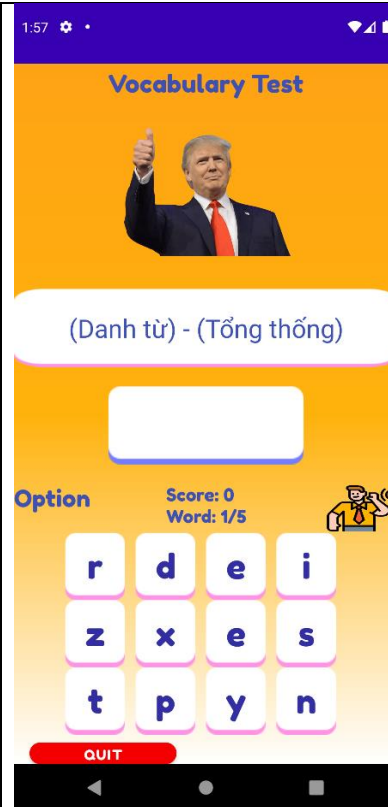 1:57
Vocabulary Test
(Danh từ) - (Tổng thống)
Option
Score: 0
Word: 1/5
r d e i
z x e s
t p y n
QUIT